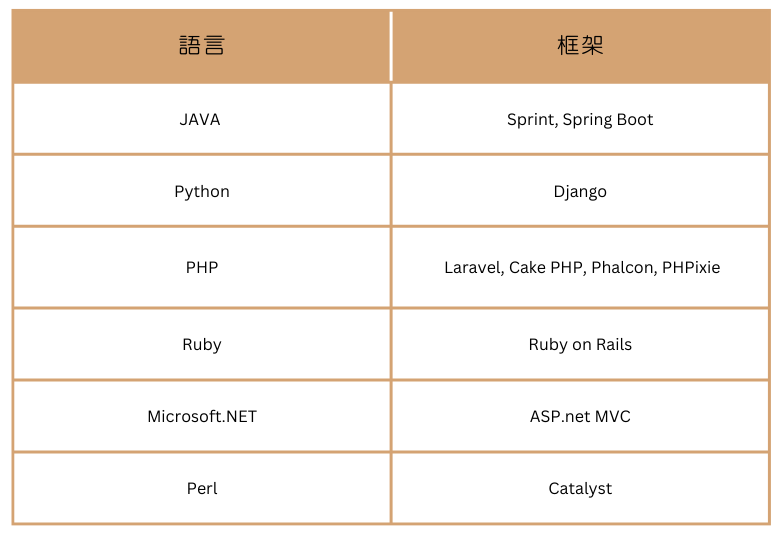 語言 框架
JAVA Sprint, Spring Boot
Python Django
PHP Laravel, Cake PHP, Phalcon, PHPixie
Ruby Ruby on Rails
Microsoft.NET ASP.net MVC
Perl Catalyst